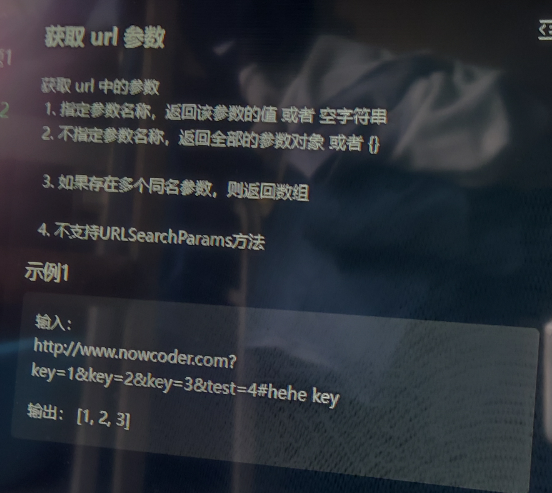 获取 url 参数
获取 url 中的参数
1. 指定参数名称，返回该参数的值 或者 空字符串
2. 不指定参数名称，返回全部的参数对象 或者 {}
3. 如果存在多个同名参数，则返回数组
4. 不支持URLSearchParams方法
示例1
输入：
http://www.nowcoder.com?
key=1&key=2&key=3&test=4#hehe key
输出： [1, 2, 3]